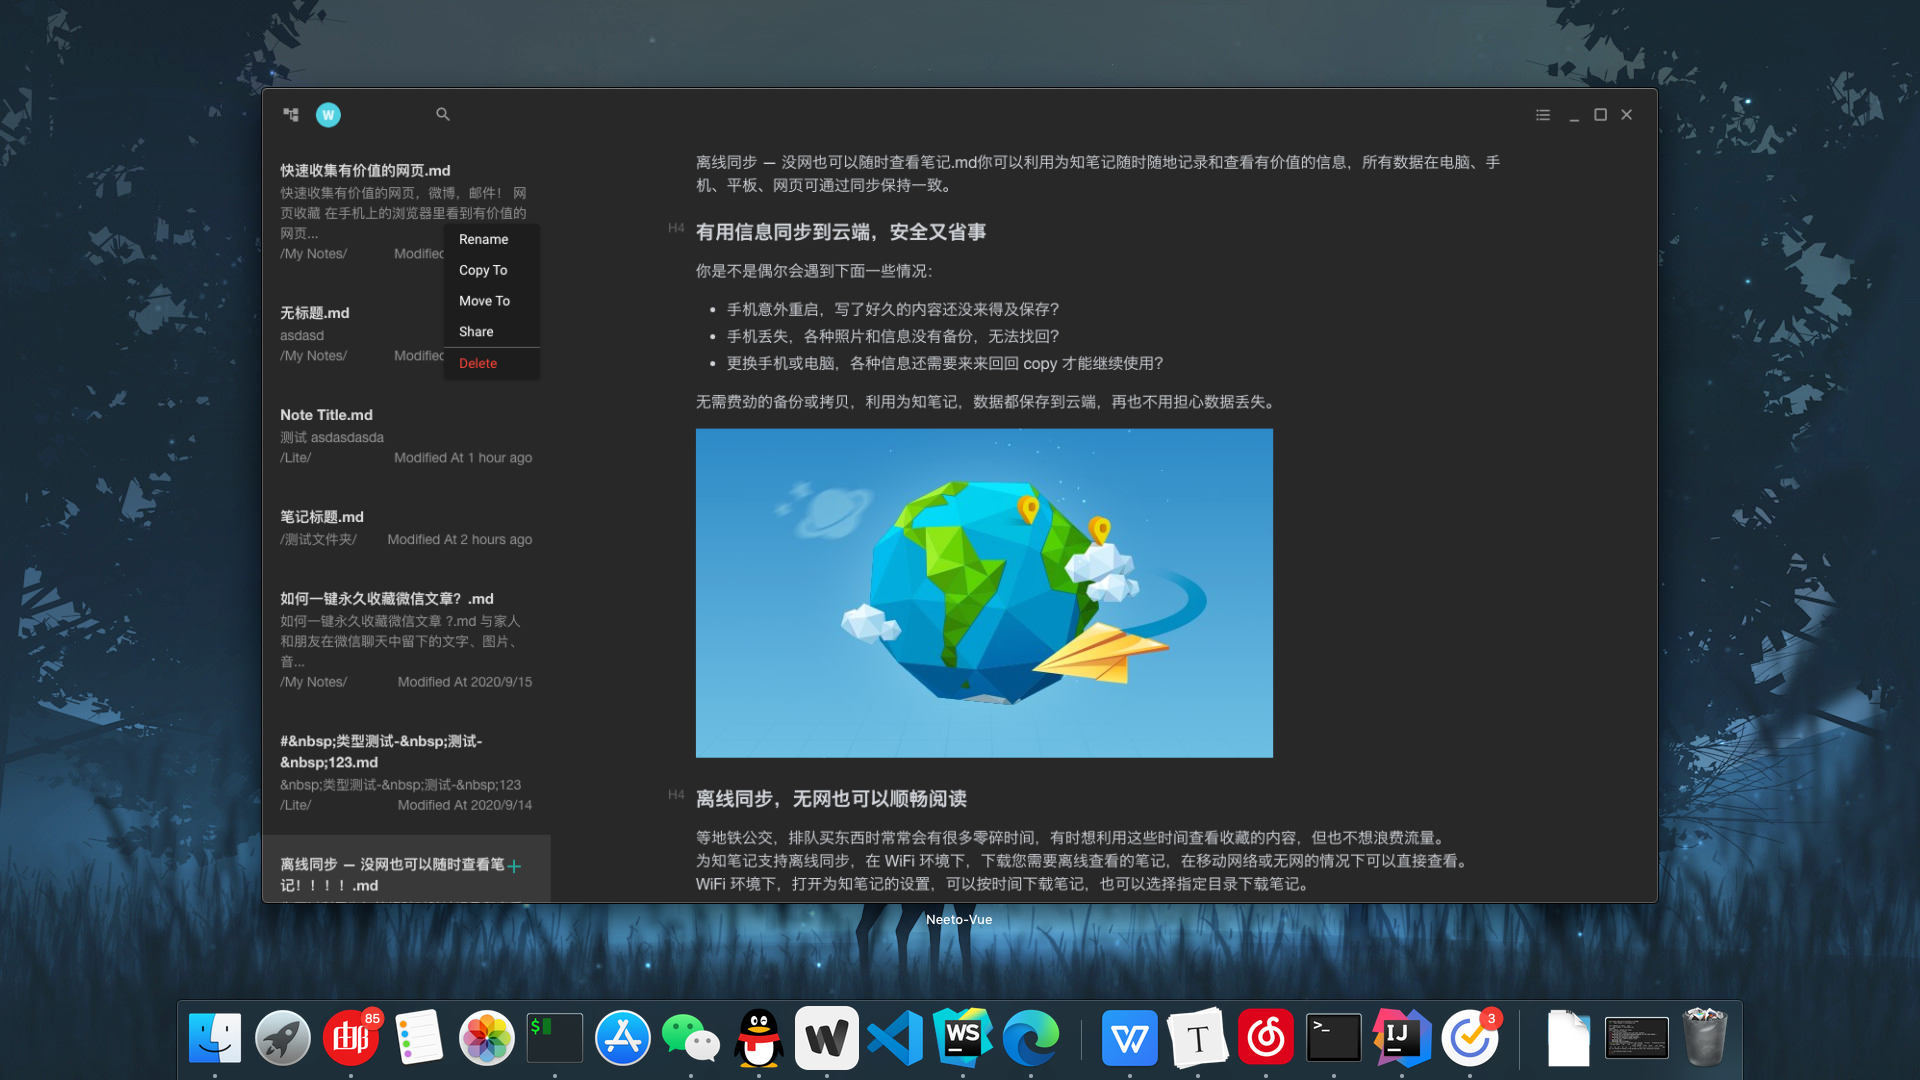 W
快速收集有价值的网页.md
快速收集有价值的网页，微博，邮件！ 网
页收藏 在手机上的浏览器里看到有价值的
网页...
/My Notes/ Modified
无标题.md
asdasd
/My Notes/ Modified
Rename
Copy To
Move To
Share
Delete
Note Title.md
测试 asdasdasda
/Lite/ Modified At 1 hour ago
笔记标题.md
/测试文件夹/ Modified At 2 hours ago
如何一键永久收藏微信文章？.md
如何一键永久收藏微信文章 ?.md 与家人
和朋友在微信聊天中留下的文字、图片、
音...
/My Notes/ Modified At 2020/9/15
#&nbsp;类型测试-&nbsp;测试-
&nbsp;123.md
&nbsp;类型测试-&nbsp;测试-&nbsp;123
/Lite/ Modified At 2020/9/14
离线同步 — 没网也可以随时查看笔
记！！！！.md
离线同步 — 没网也可以随时查看笔记.md你可以利用为知笔记随时随地记录和查看有价值的信息，所有数据在电脑、手
机、平板、网页可通过同步保持一致。
H4 有用信息同步到云端，安全又省事
你是不是偶尔会遇到下面一些情况：
• 手机意外重启，写了好久的内容还没来得及保存？
• 手机丢失，各种照片和信息没有备份，无法找回？
• 更换手机或电脑，各种信息还需要来来回回 copy 才能继续使用？
无需费劲的备份或拷贝，利用为知笔记，数据都保存到云端，再也不用担心数据丢失。
H4 离线同步，无网也可以顺畅阅读
等地铁公交，排队买东西时常常会有很多零碎时间，有时想利用这些时间查看收藏的内容，但也不想浪费流量。
为知笔记支持离线同步，在 WiFi 环境下，下载您需要离线查看的笔记，在移动网络或无网的情况下可以直接查看。
WiFi 环境下，打开为知笔记的设置，可以按时间下载笔记，也可以选择指定目录下载笔记。
Neeto-Vue
邮 85
$
W
WS
W
T
>_
IJ
3